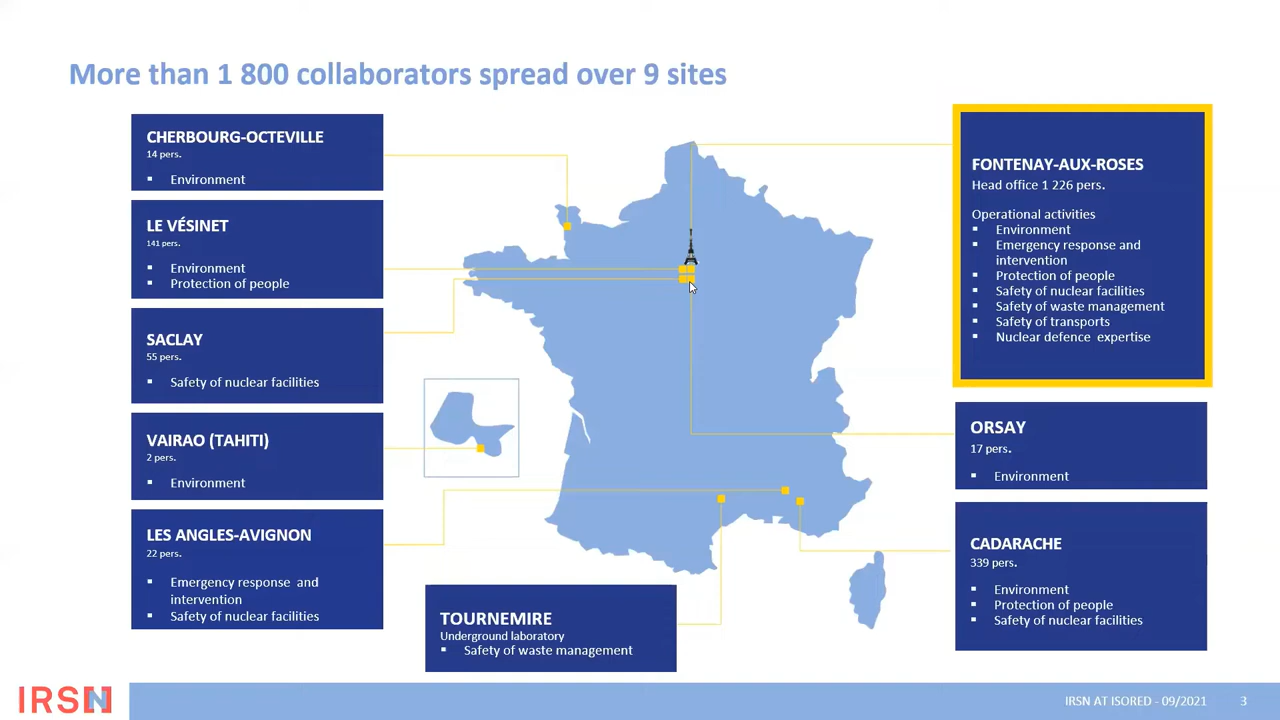 More than 1 800 collaborators spread over 9 sites
CHERBOURG-OCTEVILLE
14 pers.
▪ Environment
LE VÉSINET
141 pers.
▪ Environment
▪ Protection of people
SACLAY
55 pers.
▪ Safety of nuclear facilities
VAIRAO (TAHITI)
2 pers.
▪ Environment
LES ANGLES-AVIGNON
22 pers.
▪ Emergency response and
intervention
▪ Safety of nuclear facilities
TOURNEMIRE
Underground laboratory
▪ Safety of waste management
FONTENAY-AUX-ROSES
Head office 1 226 pers.
Operational activities
▪ Environment
▪ Emergency response and
intervention
▪ Protection of people
▪ Safety of nuclear facilities
▪ Safety of waste management
▪ Safety of transports
▪ Nuclear defence expertise
ORSAY
17 pers.
▪ Environment
CADARACHE
339 pers.
▪ Environment
▪ Protection of people
▪ Safety of nuclear facilities
IRSN
IRSN AT ISORED - 09/2021
3